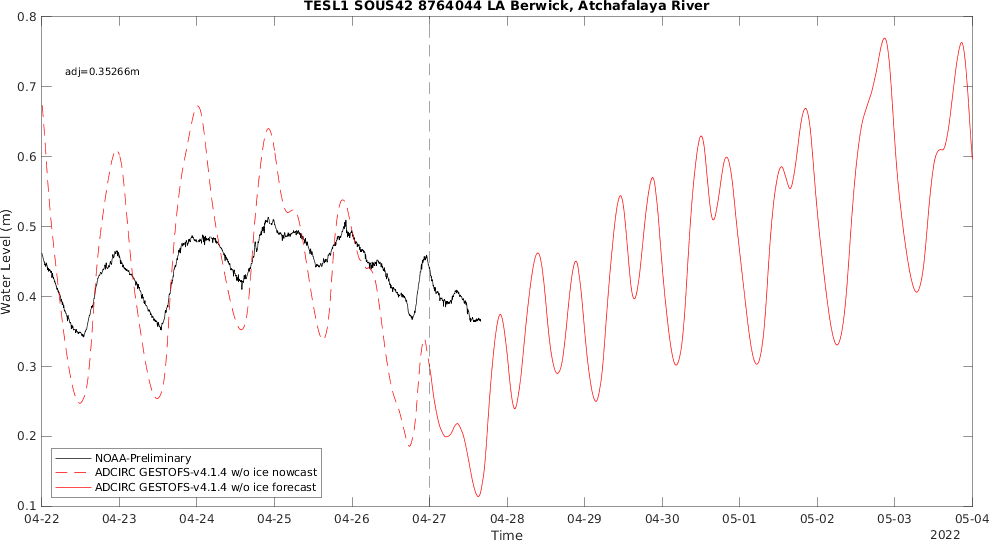 TESL1 SOUS42 8764044 LA Berwick, Atchafalaya River
0.8
adj=0.35266m
0.7
0.6
0.5
0.4
0.3
0.2
0.1
Water Level (m)
NOAA-Preliminary
ADCIRC GESTOFS-v4.1.4 w/o ice nowcast
ADCIRC GESTOFS-v4.1.4 w/o ice forecast
04-22 04-23 04-24 04-25 04-26 04-27 04-28 04-29 04-30 05-01 05-02 05-03 05-04
Time
2022